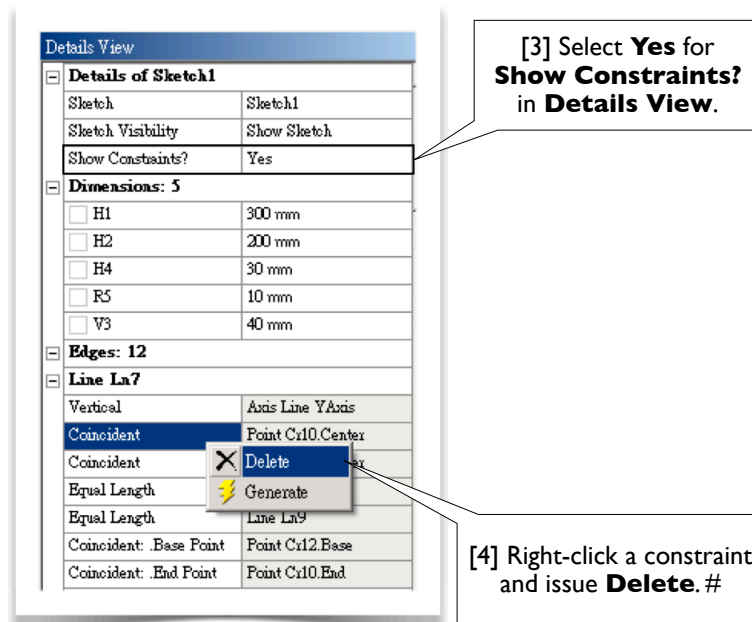 Details View
Details of Sketch1
Sketch Sketch1
Sketch Visibility Show Sketch
Show Constraints? Yes
Dimensions: 5
H1 300 mm
H2 200 mm
H4 30 mm
R5 10 mm
V3 40 mm
Edges: 12
Line Ln7
Vertical Axis Line YAxis
Coincident Point Cr10.Center
Coincident
Delete
Equal Length
Generate
Equal Length Line Ln9
Coincident: .Base Point Point Cr12.Base
Coincident: .End Point Point Cr10.End
[3] Select Yes for
Show Constraints?
in Details View.
[4] Right-click a constraint
and issue Delete. #